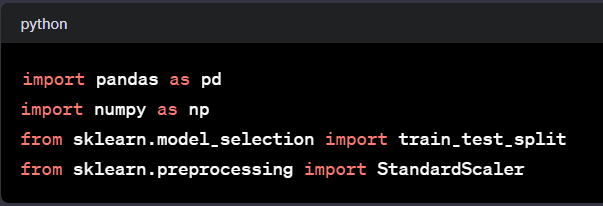 python
import pandas as pd
import numpy as np
from sklearn.model_selection import train_test_split
from sklearn.preprocessing import StandardScaler